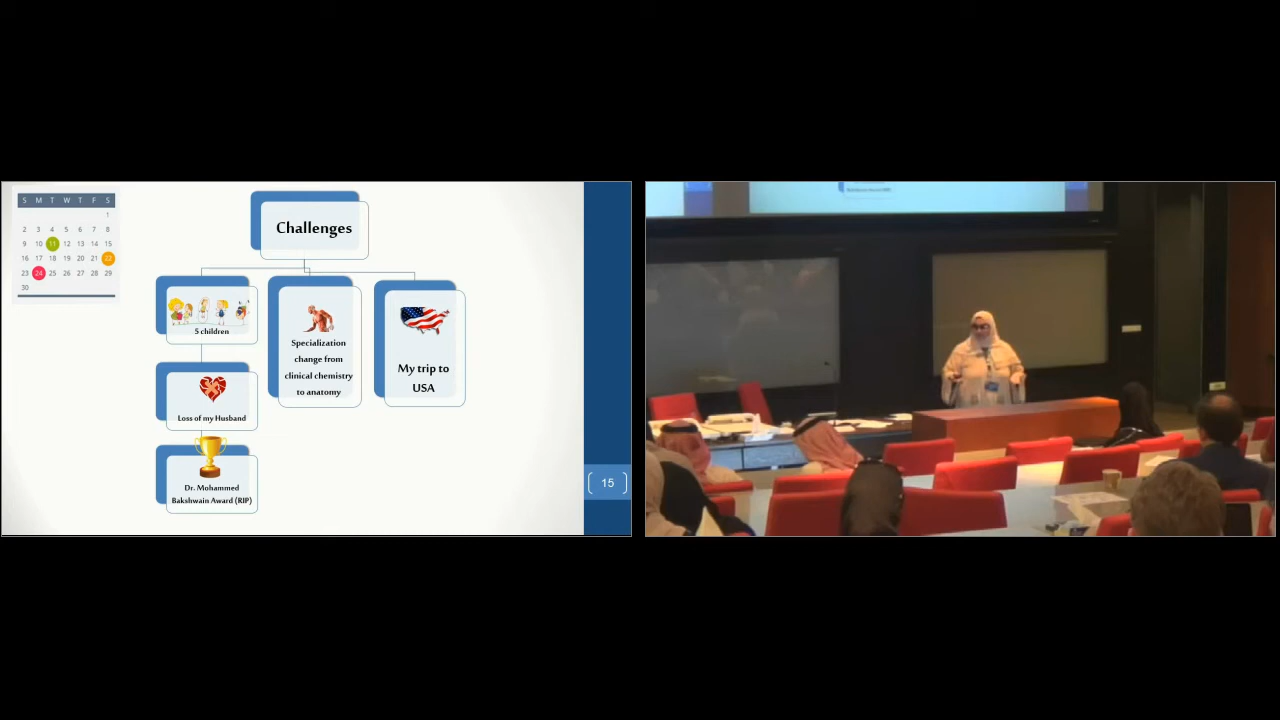 S M T W T F S
1
2 3 4 5 6 7 8
9 10 11 12 13 14 15
16 17 18 19 20 21 22
23 24 25 26 27 28 29
30
Challenges
5 children
Loss of my Husband
Dr. Mohammed
Bakshwain Award (RIP)
Specialization
change from
clinical chemistry
to anatomy
My trip to
USA
15